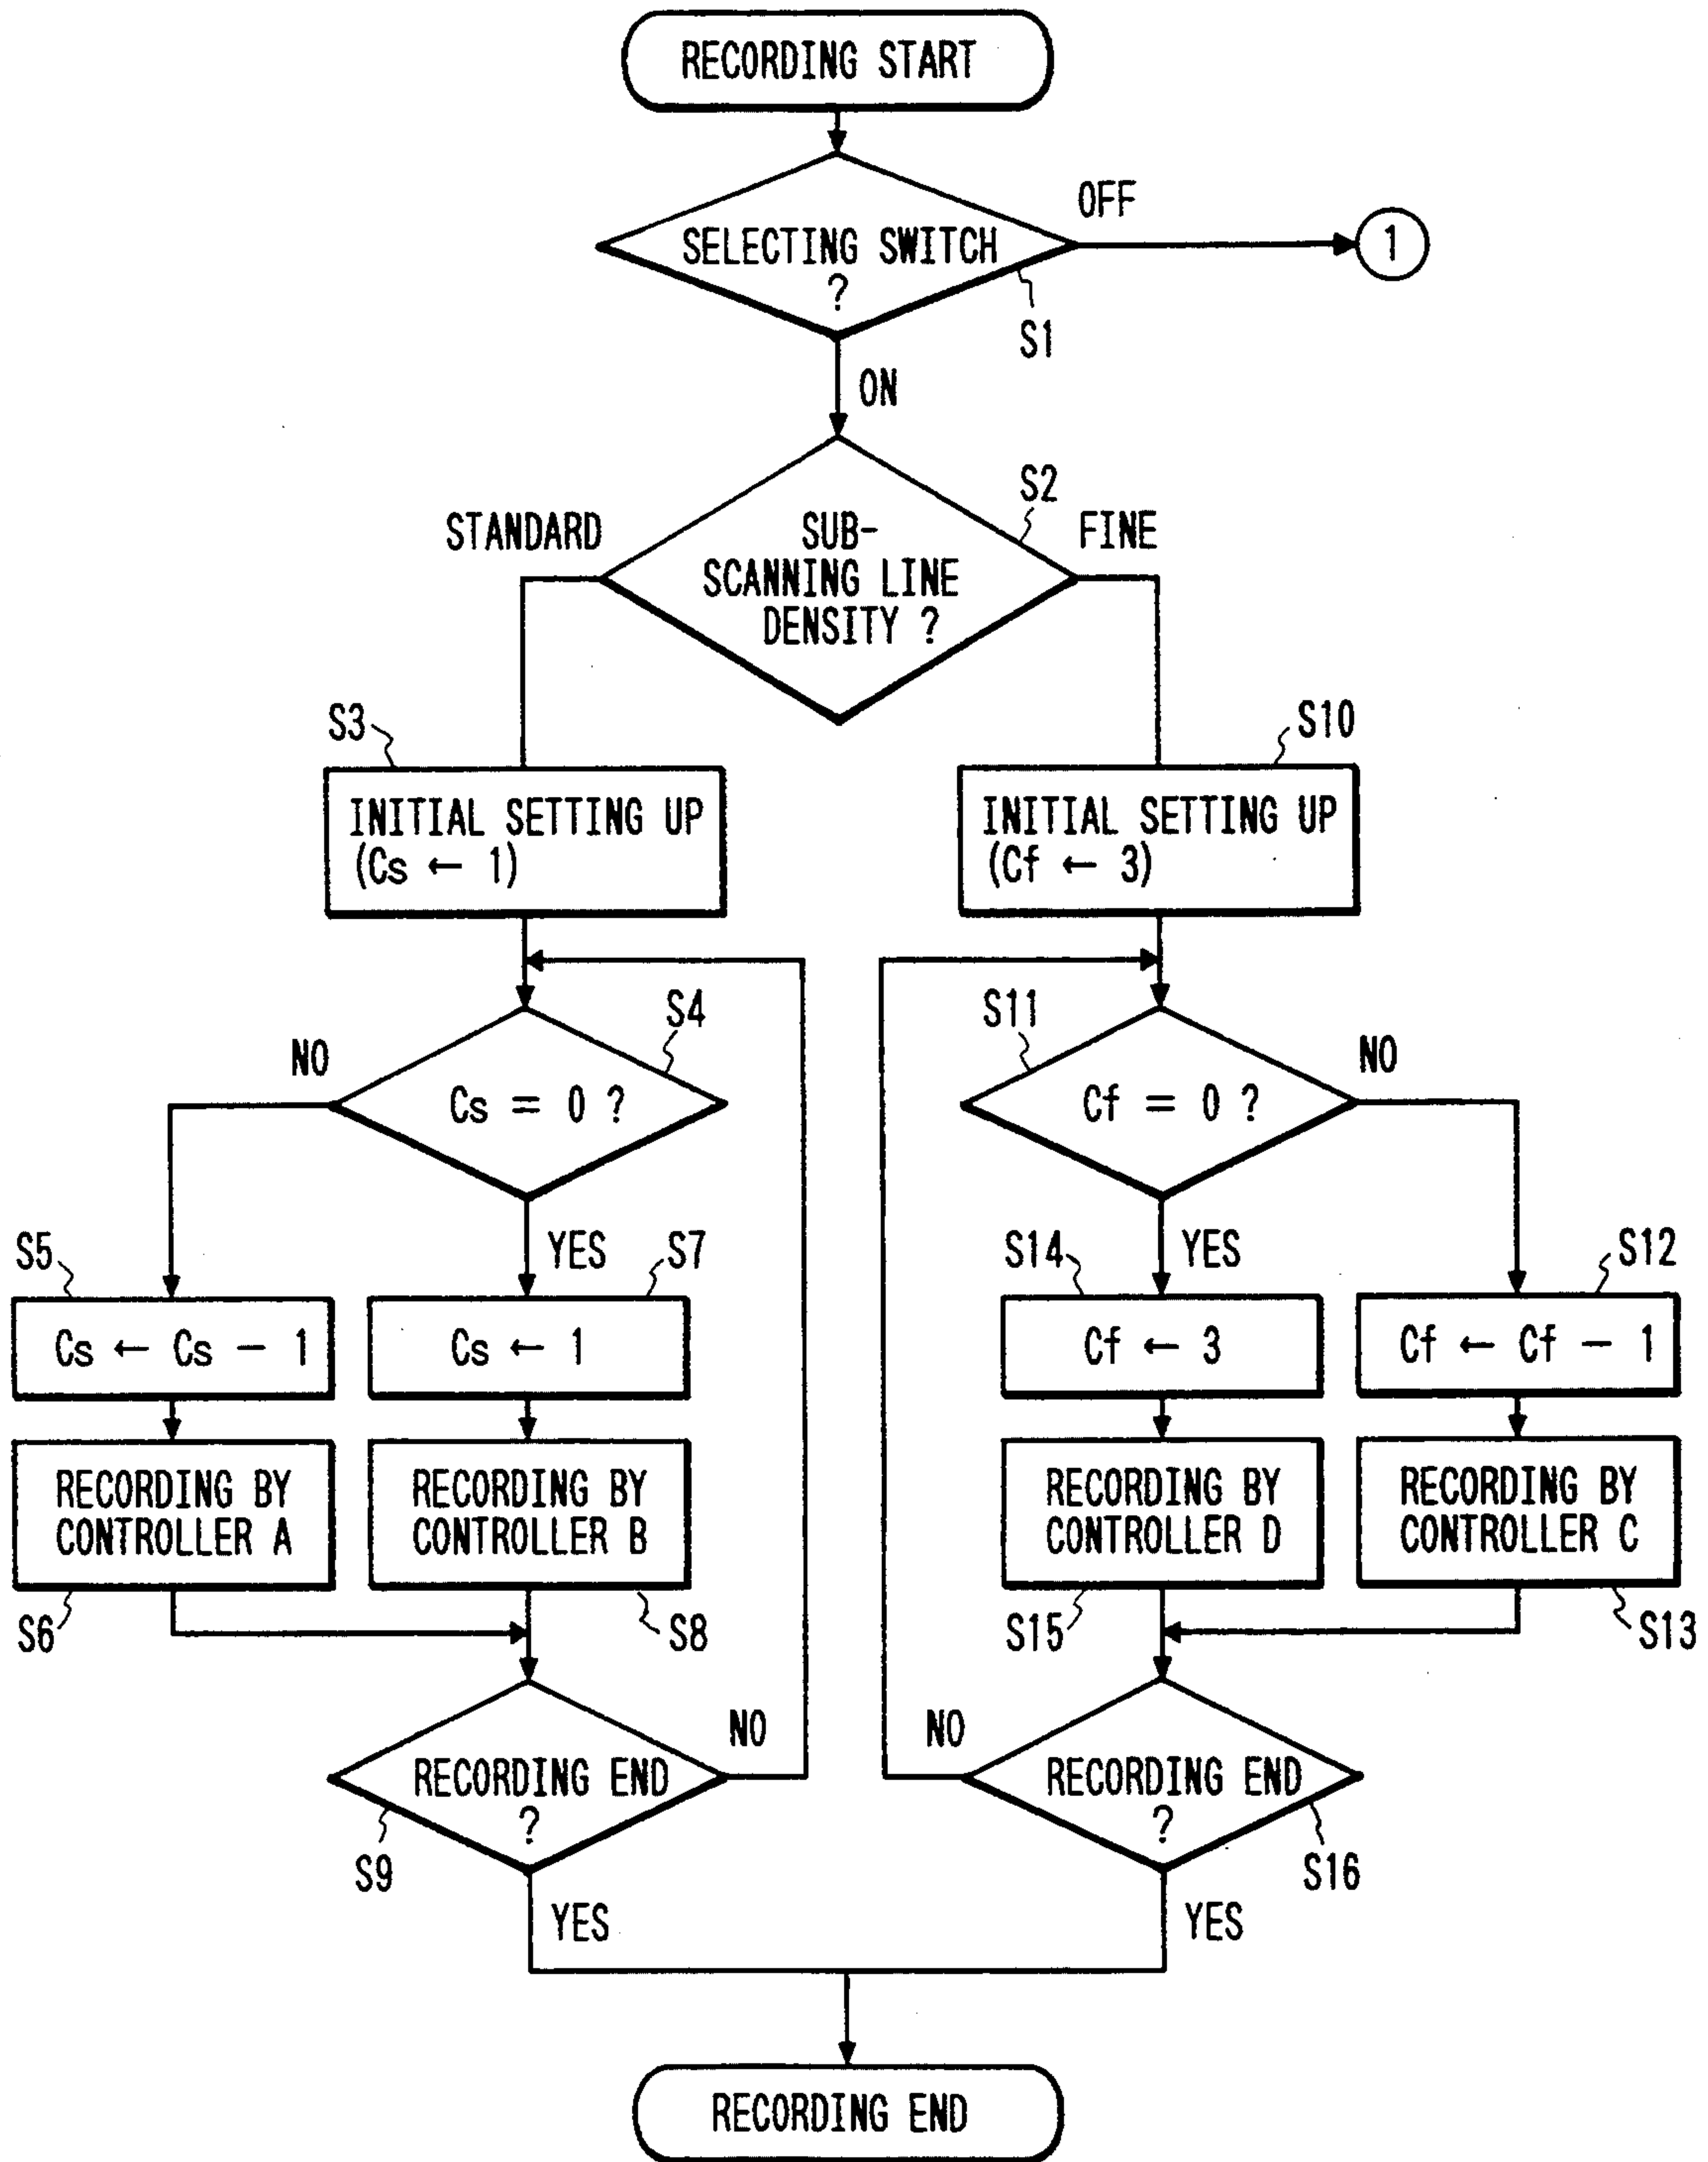 RECORDING START
OFF
SELECTING SWITCH
?
1
S1
ON
S2
STANDARD
SUB-
FINE
SCANNING LINE
DENSITY ?
S3
S10
INITIAL SETTING UP
(Cs ← 1)
INITIAL SETTING UP
(Cf ← 3)
S4
S11
NO
Cs = 0 ?
Cf = 0 ?
NO
S5
YES
S7
S14
YES
S12
Cs ← Cs - 1
Cs ← 1
Cf ← 3
Cf ← Cf - 1
RECORDING BY
CONTROLLER A
RECORDING BY
CONTROLLER B
RECORDING BY
CONTROLLER D
RECORDING BY
CONTROLLER C
S6
S8
S15
S13
NO
NO
RECORDING END
?
RECORDING END
?
S9
S16
YES
YES
RECORDING END